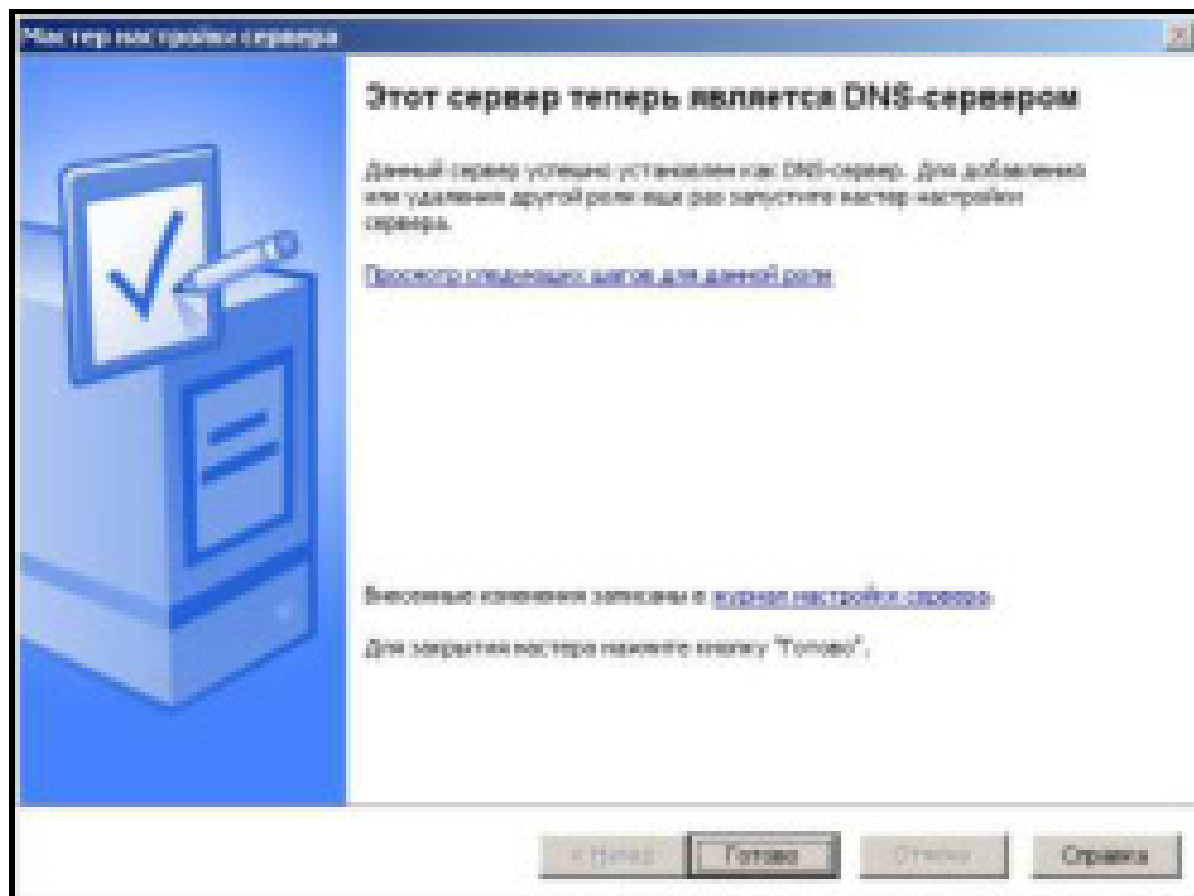 Мастер настройки сервера
Этот сервер теперь является DNS-сервером
Данный сервер успешно установлен как DNS-сервер. Для добавления
или удаления другой роли еще раз запустите мастер настройки
сервера.
Просмотр следующих шагов для данной роли
Внесенные изменения записаны в журнал настройки сервера.
Для закрытия мастера нажмите кнопку "Готово".
< Назад Готово Отмена Справка